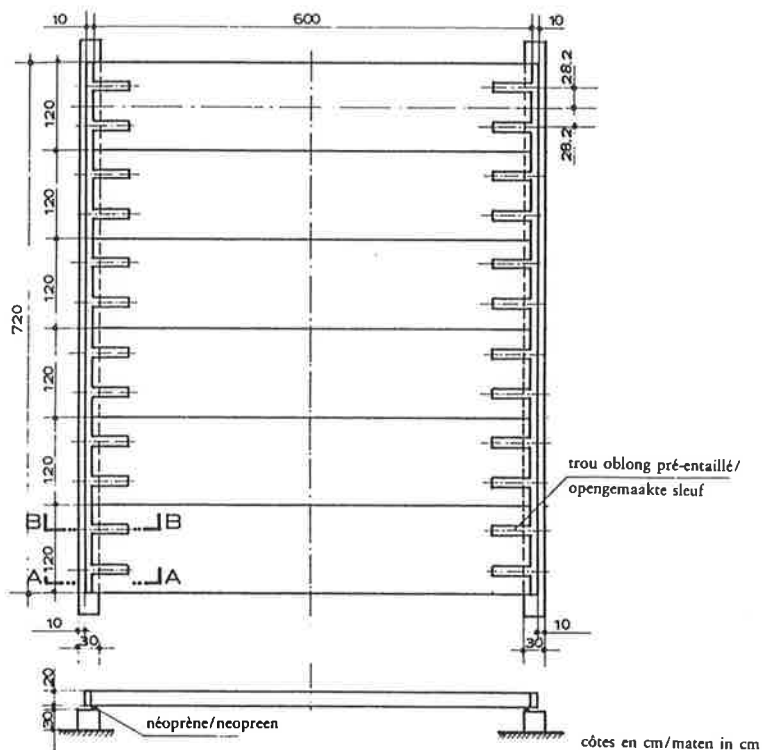 10
600
10
28.2
28.2
120
120
120
120
120
120
720
B
B
A
A
trou oblong pré-entaillé/
opengemaakte sleuf
10
30
10
30
20
30
néoprène/neopreen
côtes en cm/maten in cm